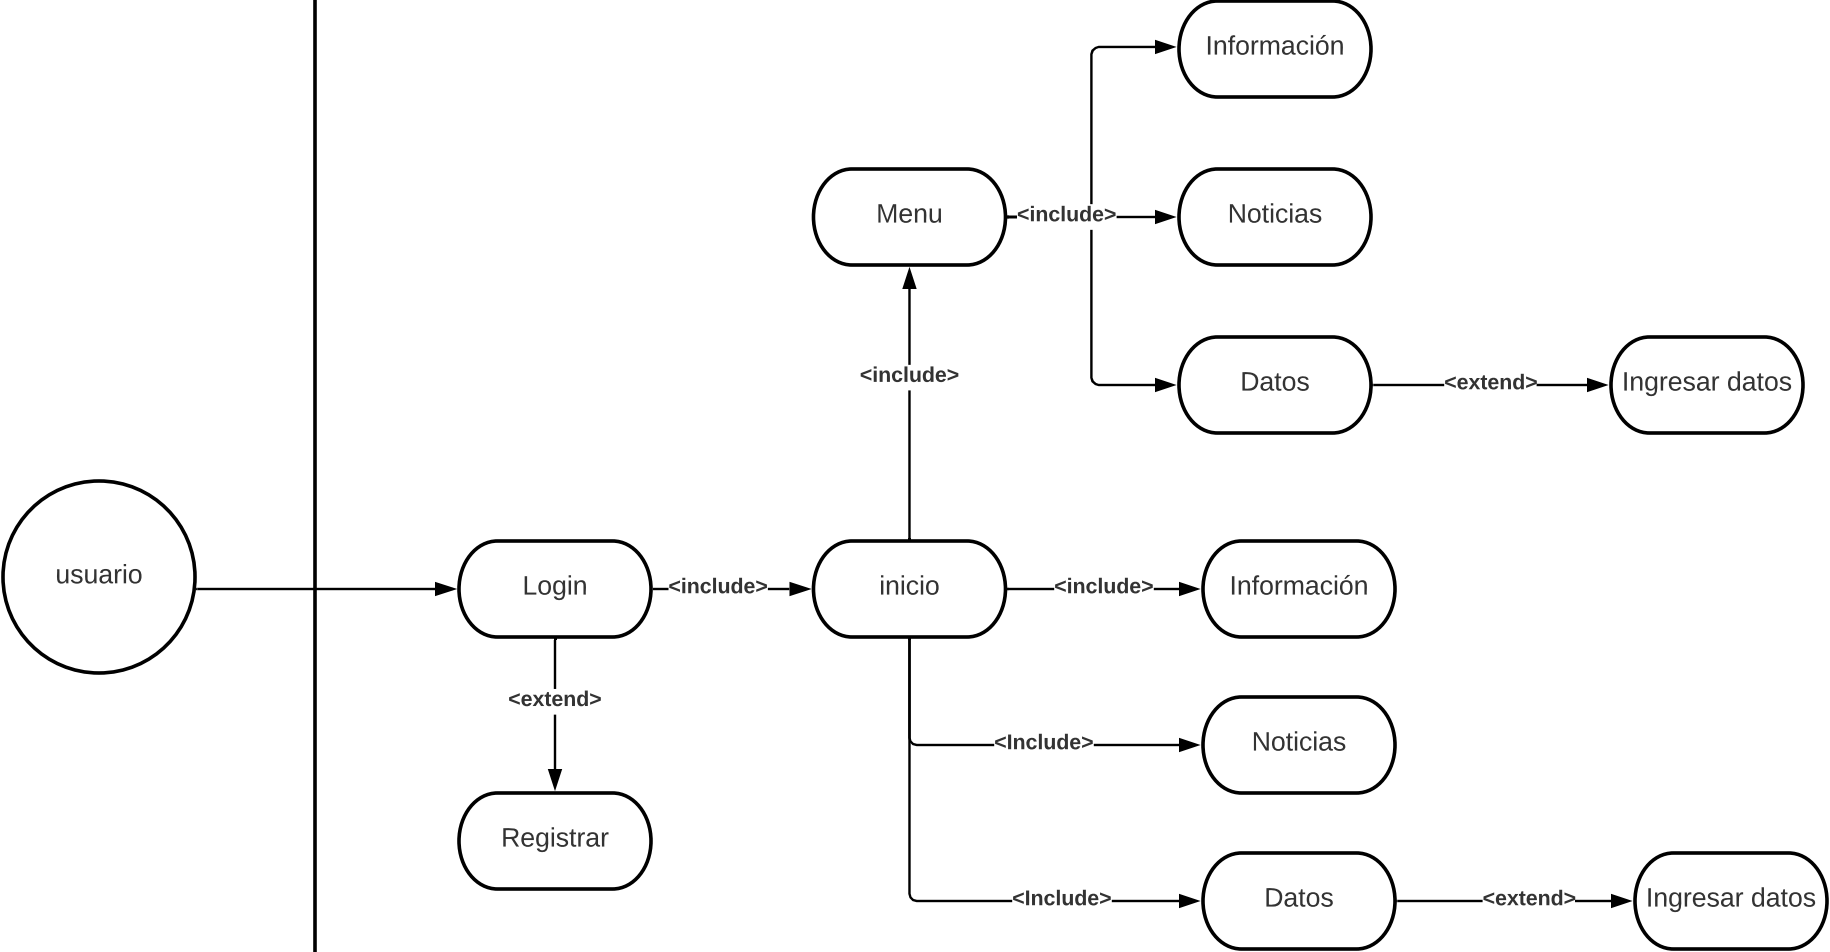 Información
Menu
<include>
Noticias
<include>
Datos
<extend>
Ingresar datos
usuario
Login
<include>
inicio
<include>
Información
<extend>
<Include>
Noticias
Registrar
<Include>
Datos
<extend>
Ingresar datos